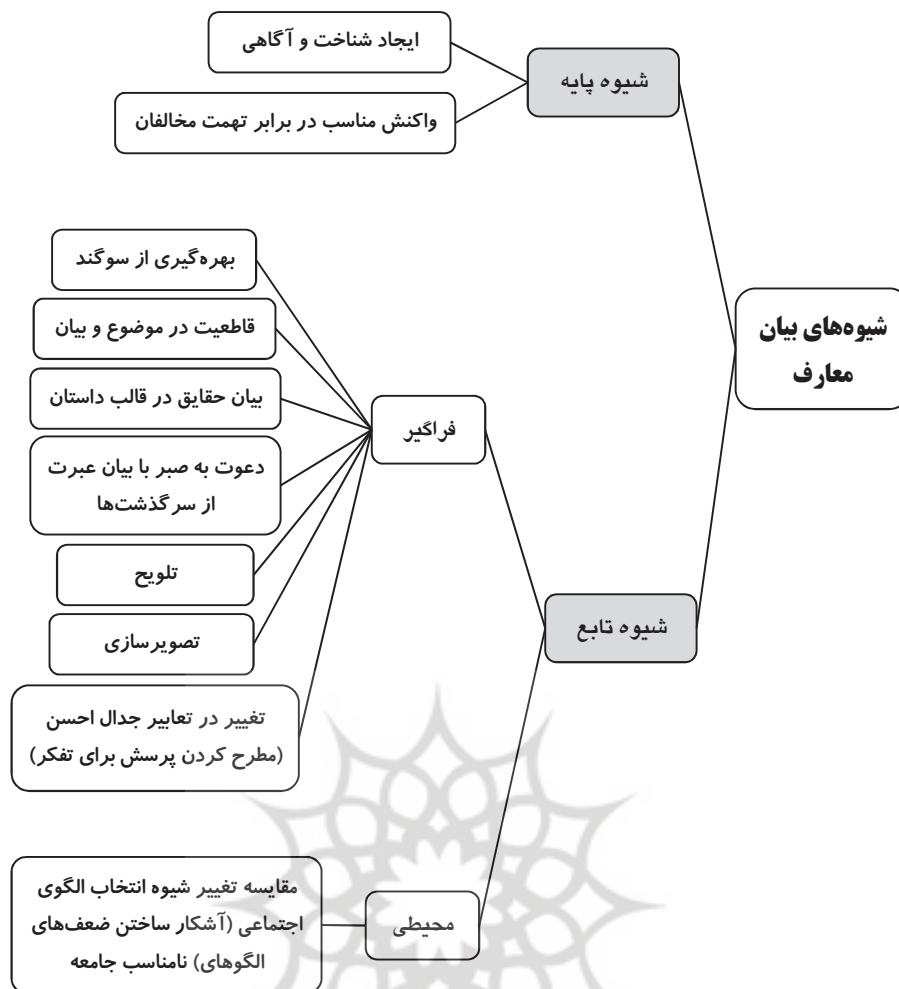 شیوه‌های بیان
معارف
شیوه پایه
ایجاد شناخت و آگاهی
واکنش مناسب در برابر تهمت مخالفان
شیوه تابع
فراگیر
بهره‌گیری از سوگند
قاطعیت در موضوع و بیان
بیان حقایق در قالب داستان
دعوت به صبر با بیان عبرت
از سرگذشت‌ها
تلویح
تصویرسازی
تغییر در تعابیر جدال احسن
(مطرح کردن پرسش برای تفکر)
محیطی
مقایسه تغییر شیوه انتخاب الگوی
اجتماعی (آشکار ساختن ضعف‌های
الگوهای) نامناسب جامعه